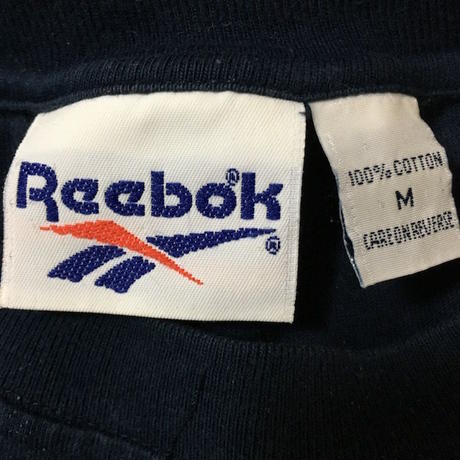 Reebok®
®
100% COTTON
M
CARE ON REVERSE